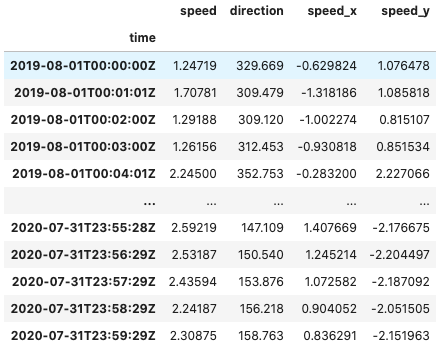 speed direction speed_x speed_y
time
2019-08-01T00:00:00Z 1.24719 329.669 -0.629824 1.076478
2019-08-01T00:01:01Z 1.70781 309.479 -1.318186 1.085818
2019-08-01T00:02:00Z 1.29188 309.120 -1.002274 0.815107
2019-08-01T00:03:00Z 1.26156 312.453 -0.930818 0.851534
2019-08-01T00:04:01Z 2.24500 352.753 -0.283200 2.227066
... ... ... ... ...
2020-07-31T23:55:28Z 2.59219 147.109 1.407669 -2.176675
2020-07-31T23:56:29Z 2.53187 150.540 1.245214 -2.204497
2020-07-31T23:57:29Z 2.43594 153.876 1.072582 -2.187092
2020-07-31T23:58:29Z 2.24187 156.218 0.904052 -2.051505
2020-07-31T23:59:29Z 2.30875 158.763 0.836291 -2.151963